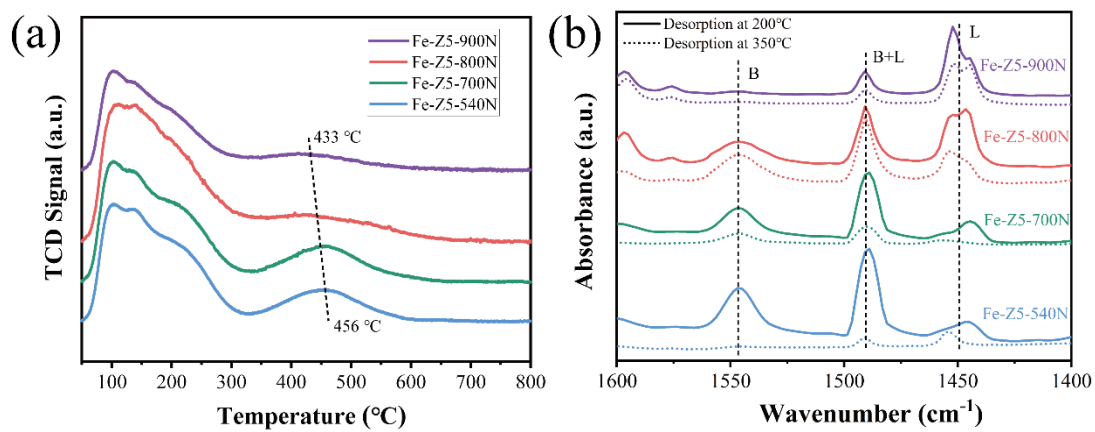 (a)
Fe-Z5-900N
Fe-Z5-800N
Fe-Z5-700N
Fe-Z5-540N
433 ℃
456 ℃
TCD Signal (a.u.)
100 200 300 400 500 600 700 800
Temperature (℃)
(b)
Desorption at 200℃
Desorption at 350℃
B
B+L
L
Fe-Z5-900N
Fe-Z5-800N
Fe-Z5-700N
Fe-Z5-540N
Absorbance (a.u.)
1600 1550 1500 1450 1400
Wavenumber (cm⁻¹)